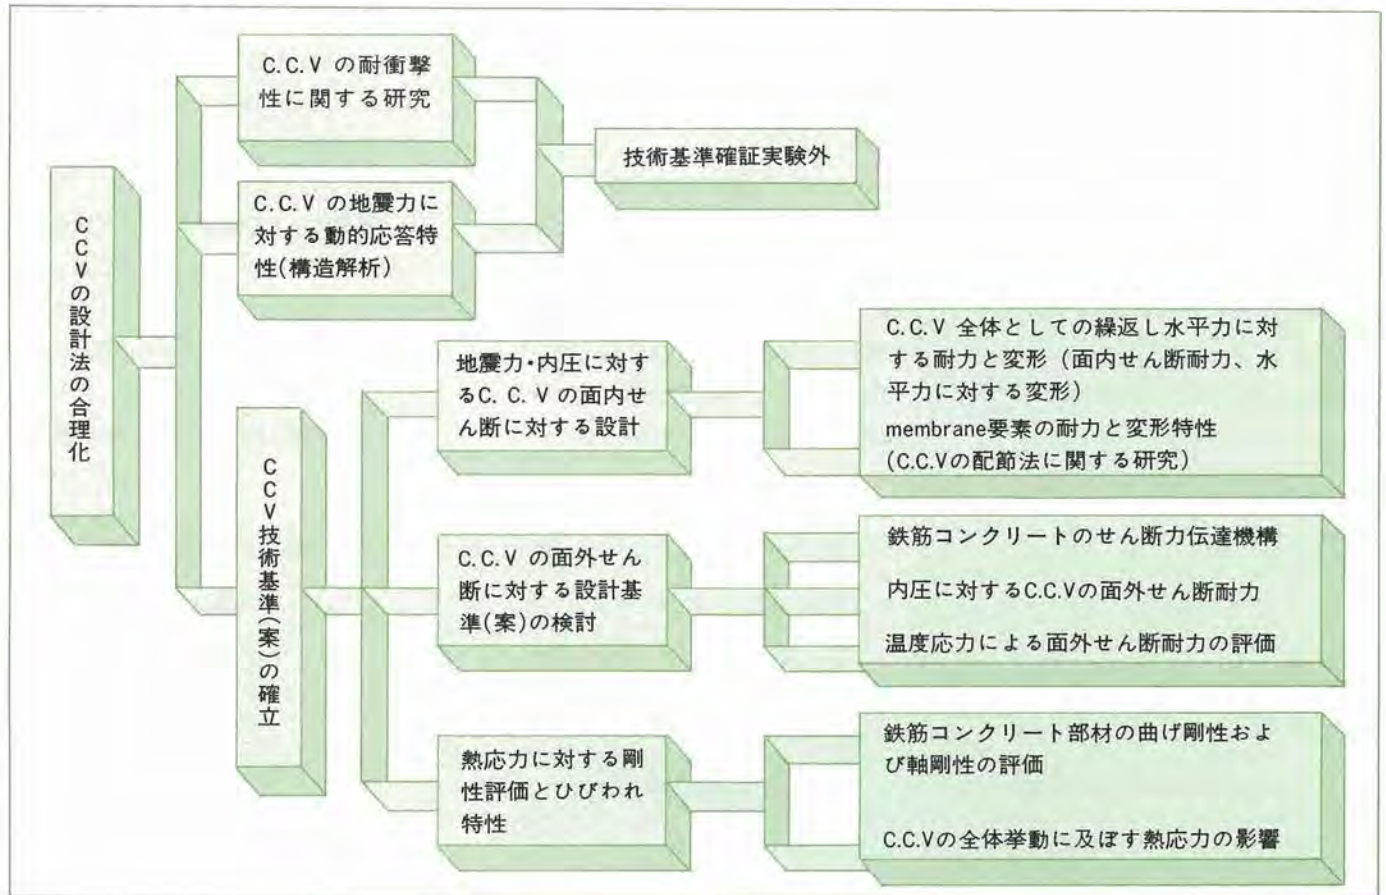 C.C.V の耐衝撃
性に関する研究
技術基準確証実験外
C.C.V の地震力に
対する動的応答特
性(構造解析)
CCVの設計法の合理化
C.C.V 全体としての繰返し水平力に対
する耐力と変形（面内せん断耐力、水
平力に対する変形）
membrane要素の耐力と変形特性
(C.C.Vの配節法に関する研究）
地震力・内圧に対す
るC.C.V の面内せ
ん断に対する設計
CCV技術基準(案)の確立
C.C.V の面外せん
断に対する設計基
準(案)の検討
鉄筋コンクリートのせん断力伝達機構
内圧に対するC.C.Vの面外せん断耐力
温度応力による面外せん断耐力の評価
熱応力に対する剛
性評価とひびわれ
特性
鉄筋コンクリート部材の曲げ剛性およ
び軸剛性の評価
C.C.Vの全体挙動に及ぼす熱応力の影響